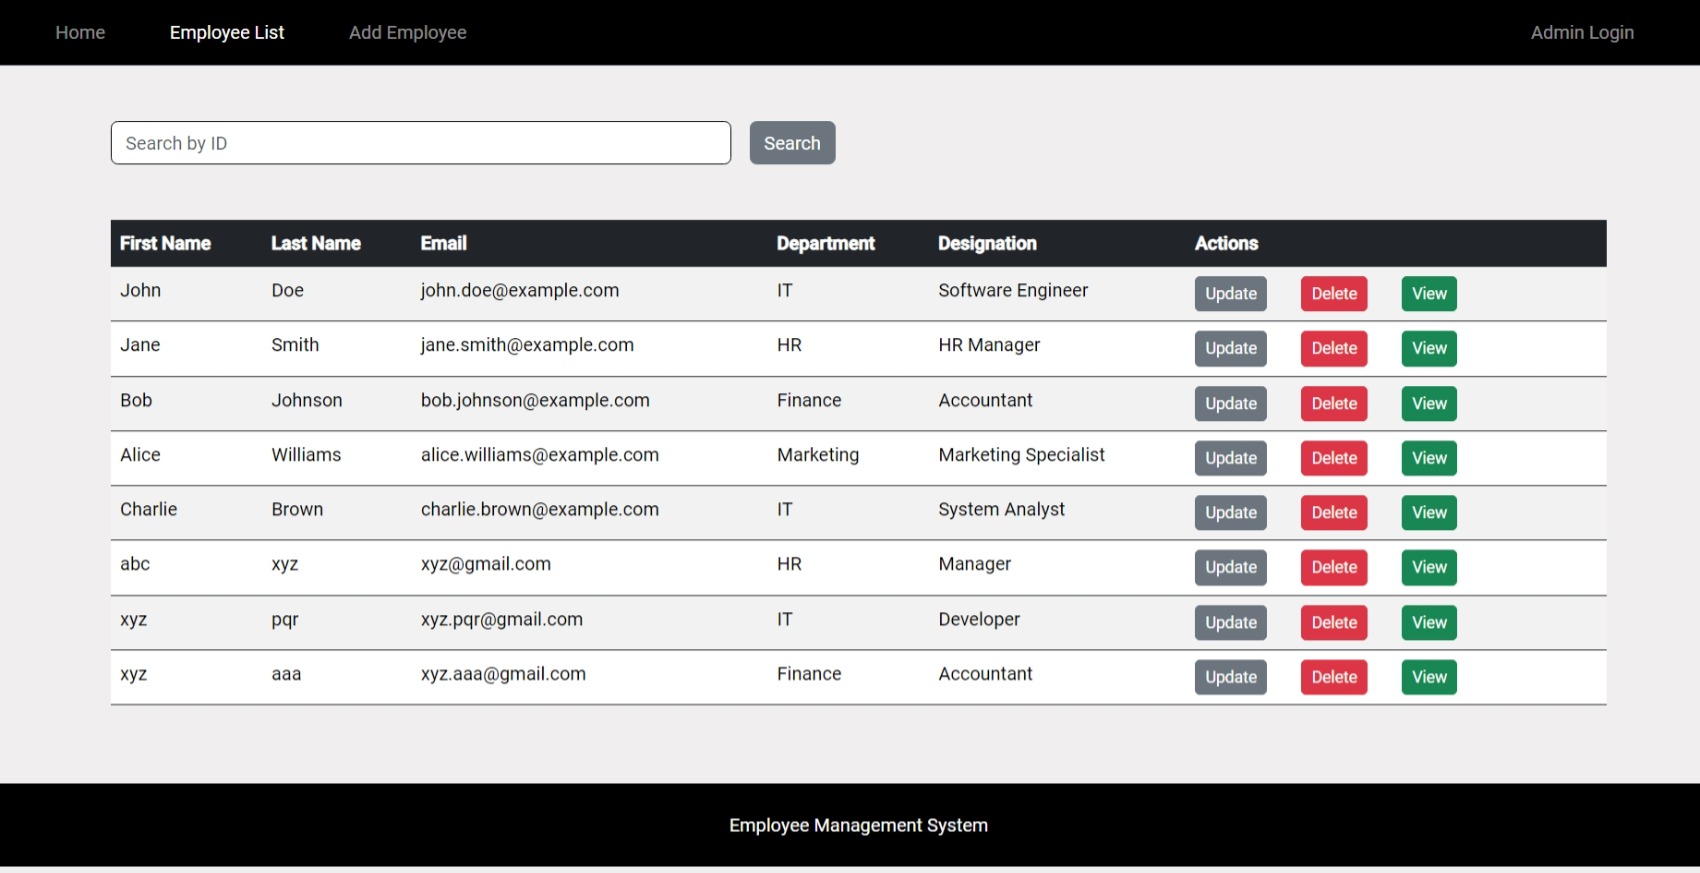 Home Employee List Add Employee Admin Login
Search by ID Search
First Name Last Name Email Department Designation Actions
John Doe john.doe@example.com IT Software Engineer Update Delete View
Jane Smith jane.smith@example.com HR HR Manager Update Delete View
Bob Johnson bob.johnson@example.com Finance Accountant Update Delete View
Alice Williams alice.williams@example.com Marketing Marketing Specialist Update Delete View
Charlie Brown charlie.brown@example.com IT System Analyst Update Delete View
abc xyz xyz@gmail.com HR Manager Update Delete View
xyz pqr xyz.pqr@gmail.com IT Developer Update Delete View
xyz aaa xyz.aaa@gmail.com Finance Accountant Update Delete View
Employee Management System